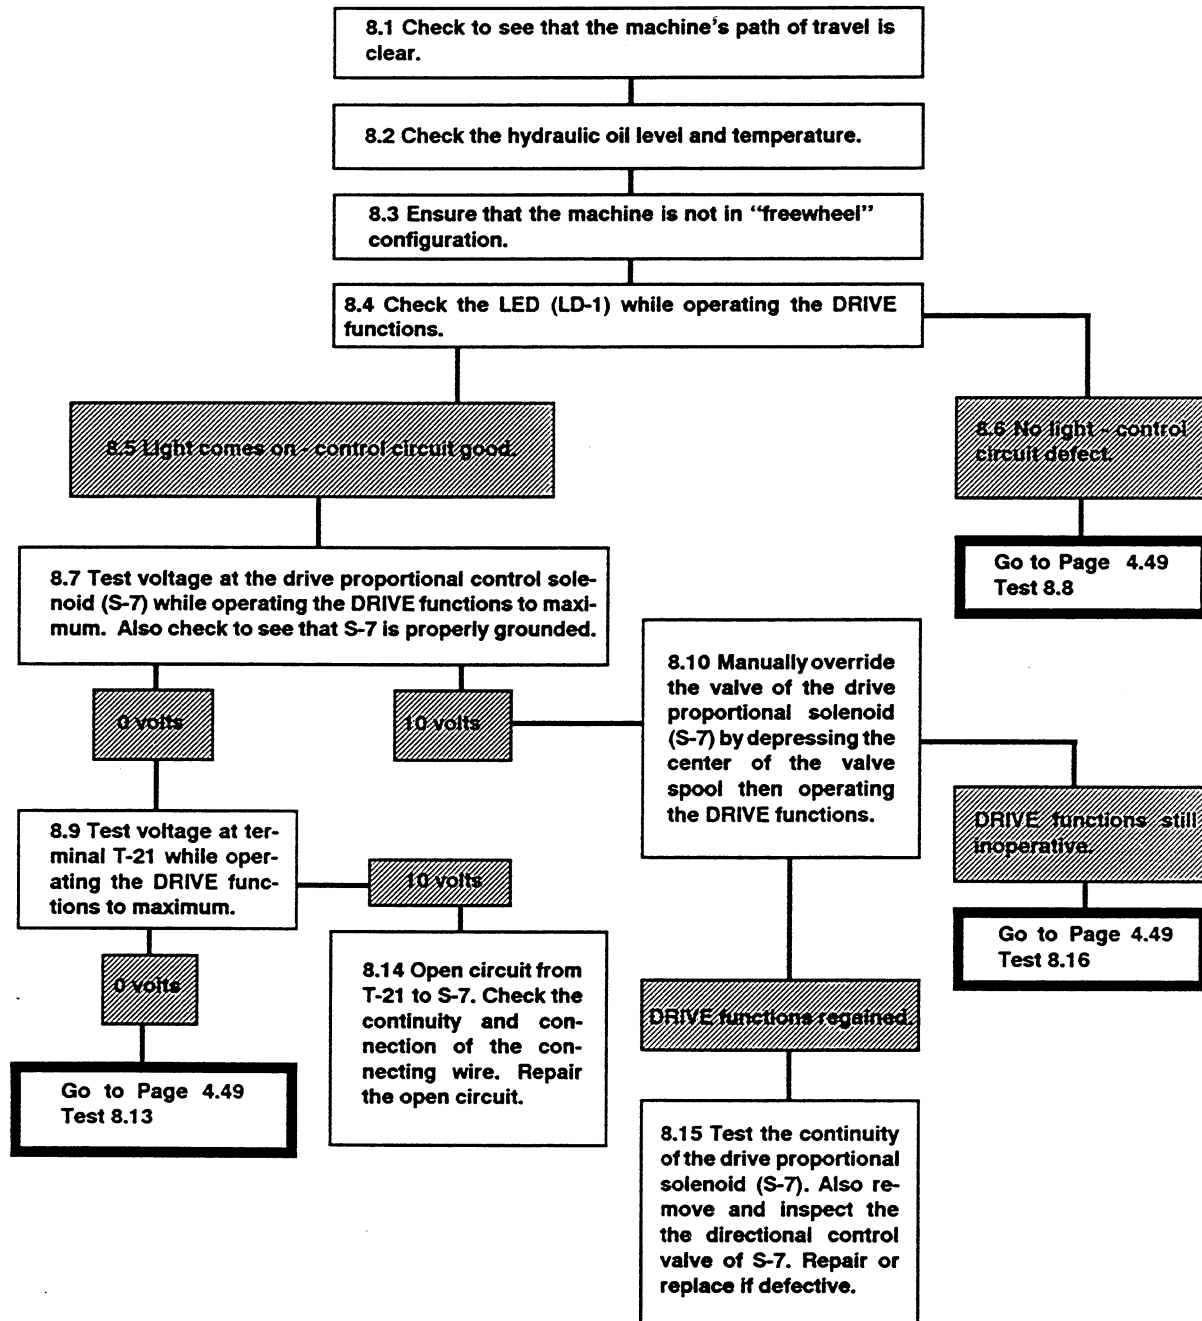 8.1 Check to see that the machine's path of travel is
clear.
8.2 Check the hydraulic oil level and temperature.
8.3 Ensure that the machine is not in "freewheel"
configuration.
8.4 Check the LED (LD-1) while operating the DRIVE
functions.
8.5 Light comes on - control circuit good.
8.6 No light - control
circuit defect.
Go to Page 4.49
Test 8.8
8.7 Test voltage at the drive proportional control sole-
noid (S-7) while operating the DRIVE functions to maxi-
mum. Also check to see that S-7 is properly grounded.
0 volts
10 volts
8.10 Manually override
the valve of the drive
proportional solenoid
(S-7) by depressing the
center of the valve
spool then operating
the DRIVE functions.
DRIVE functions still
inoperative.
Go to Page 4.49
Test 8.16
8.9 Test voltage at ter-
minal T-21 while oper-
ating the DRIVE func-
tions to maximum.
10 volts
0 volts
Go to Page 4.49
Test 8.13
8.14 Open circuit from
T-21 to S-7. Check the
continuity and con-
nection of the con-
necting wire. Repair
the open circuit.
DRIVE functions regained.
8.15 Test the continuity
of the drive proportional
solenoid (S-7). Also re-
move and inspect the
the directional control
valve of S-7. Repair or
replace if defective.